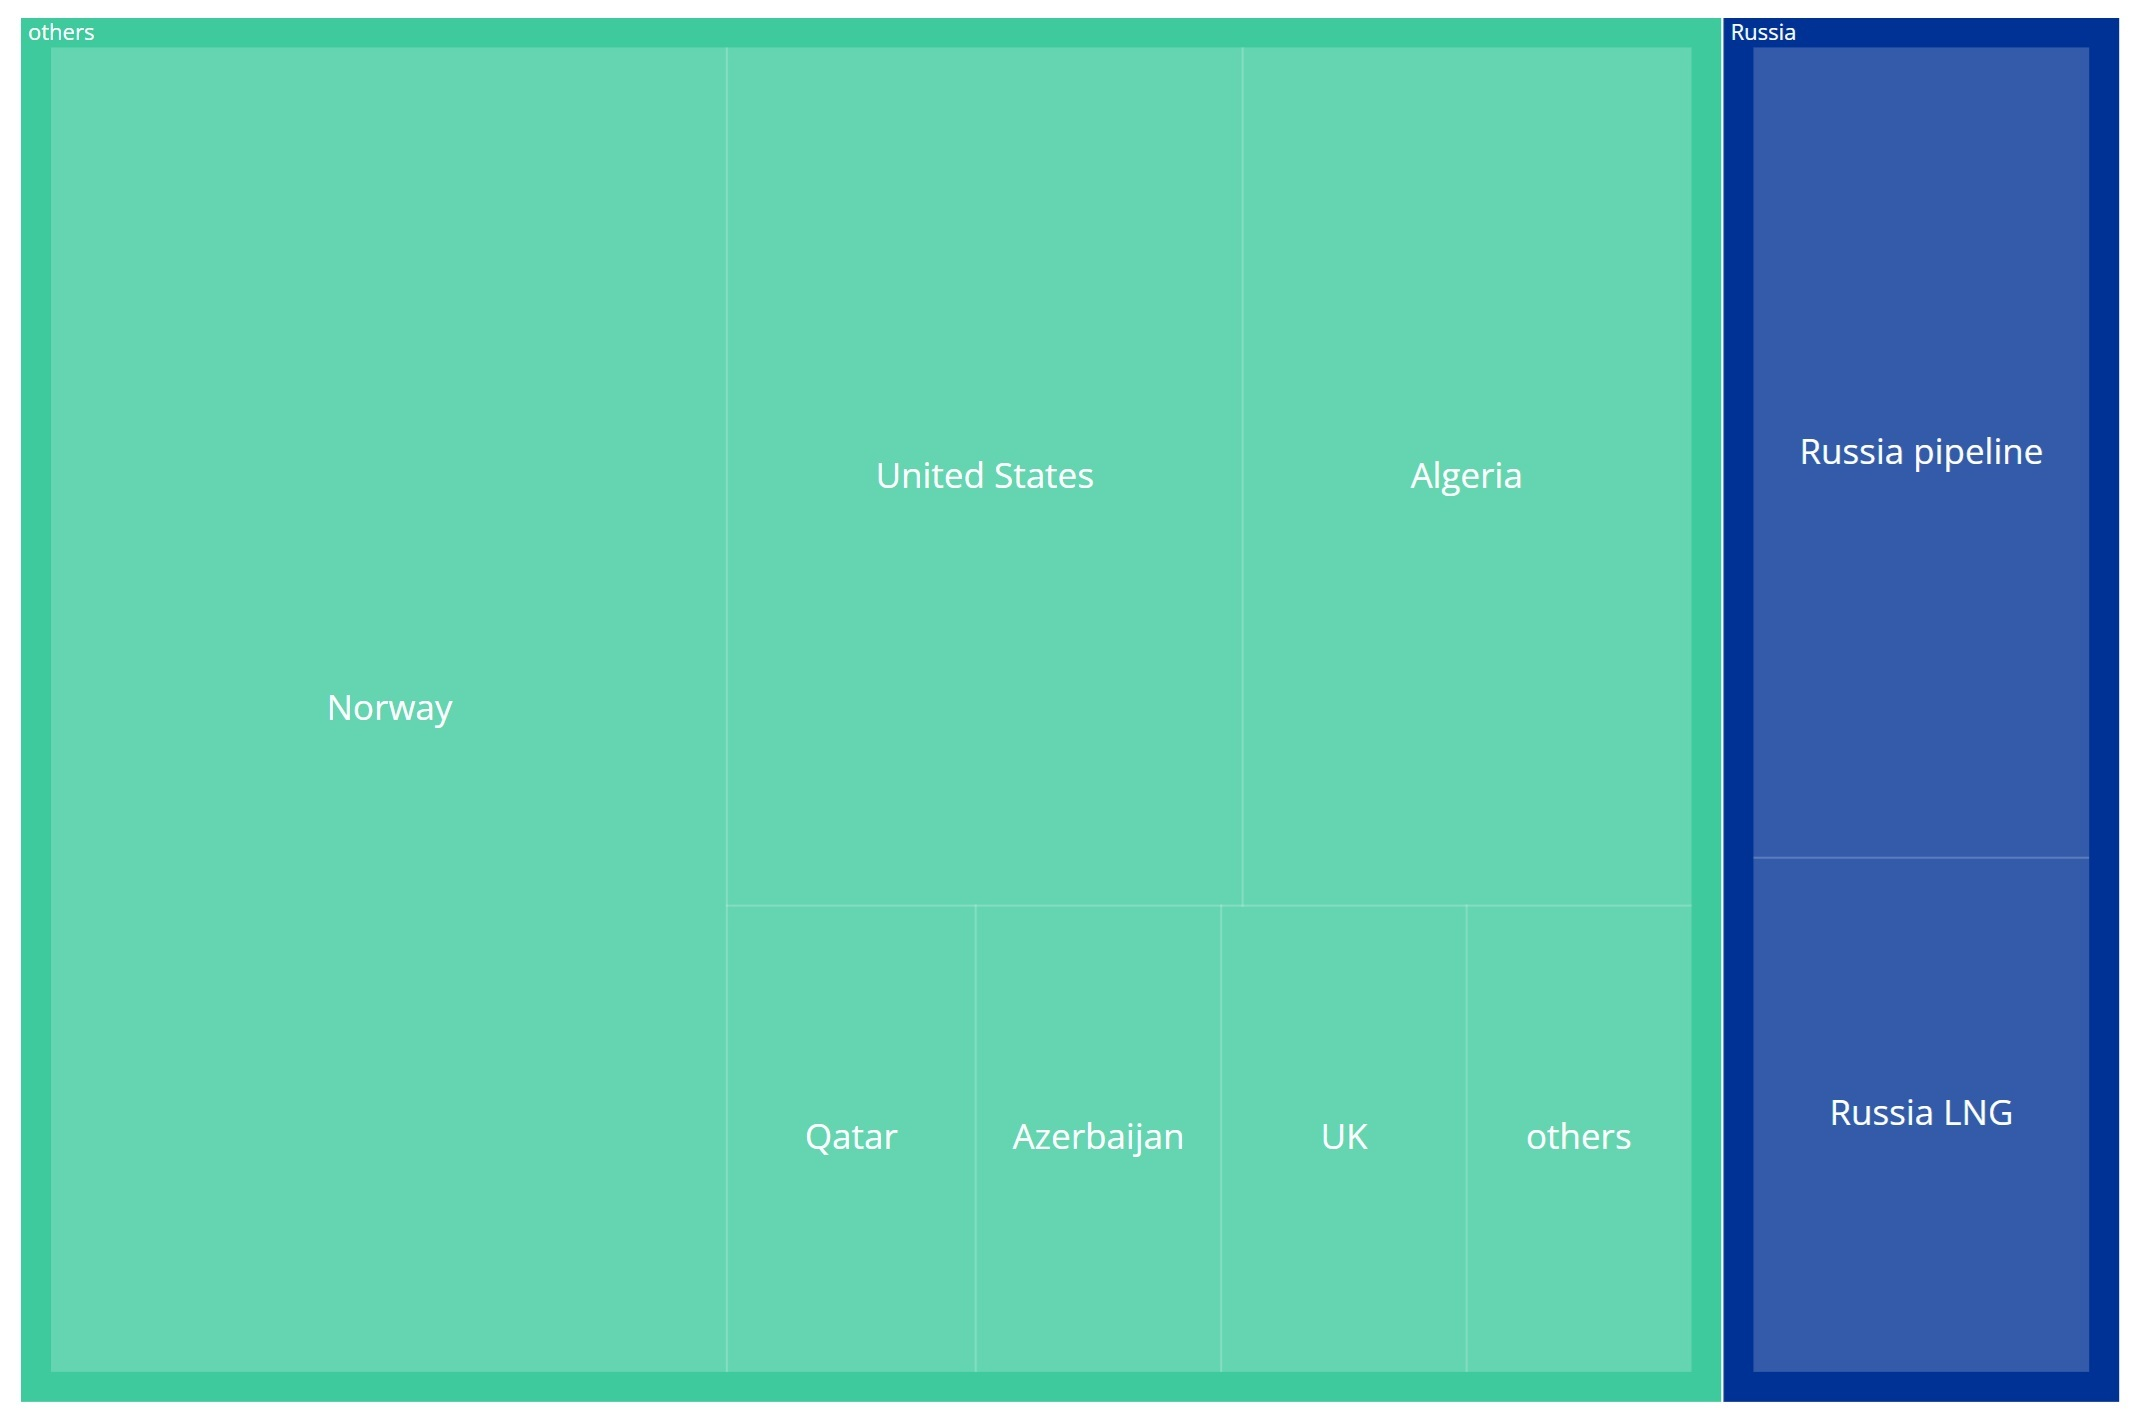 others
Russia
Norway
United States
Algeria
Qatar
Azerbaijan
UK
others
Russia pipeline
Russia LNG